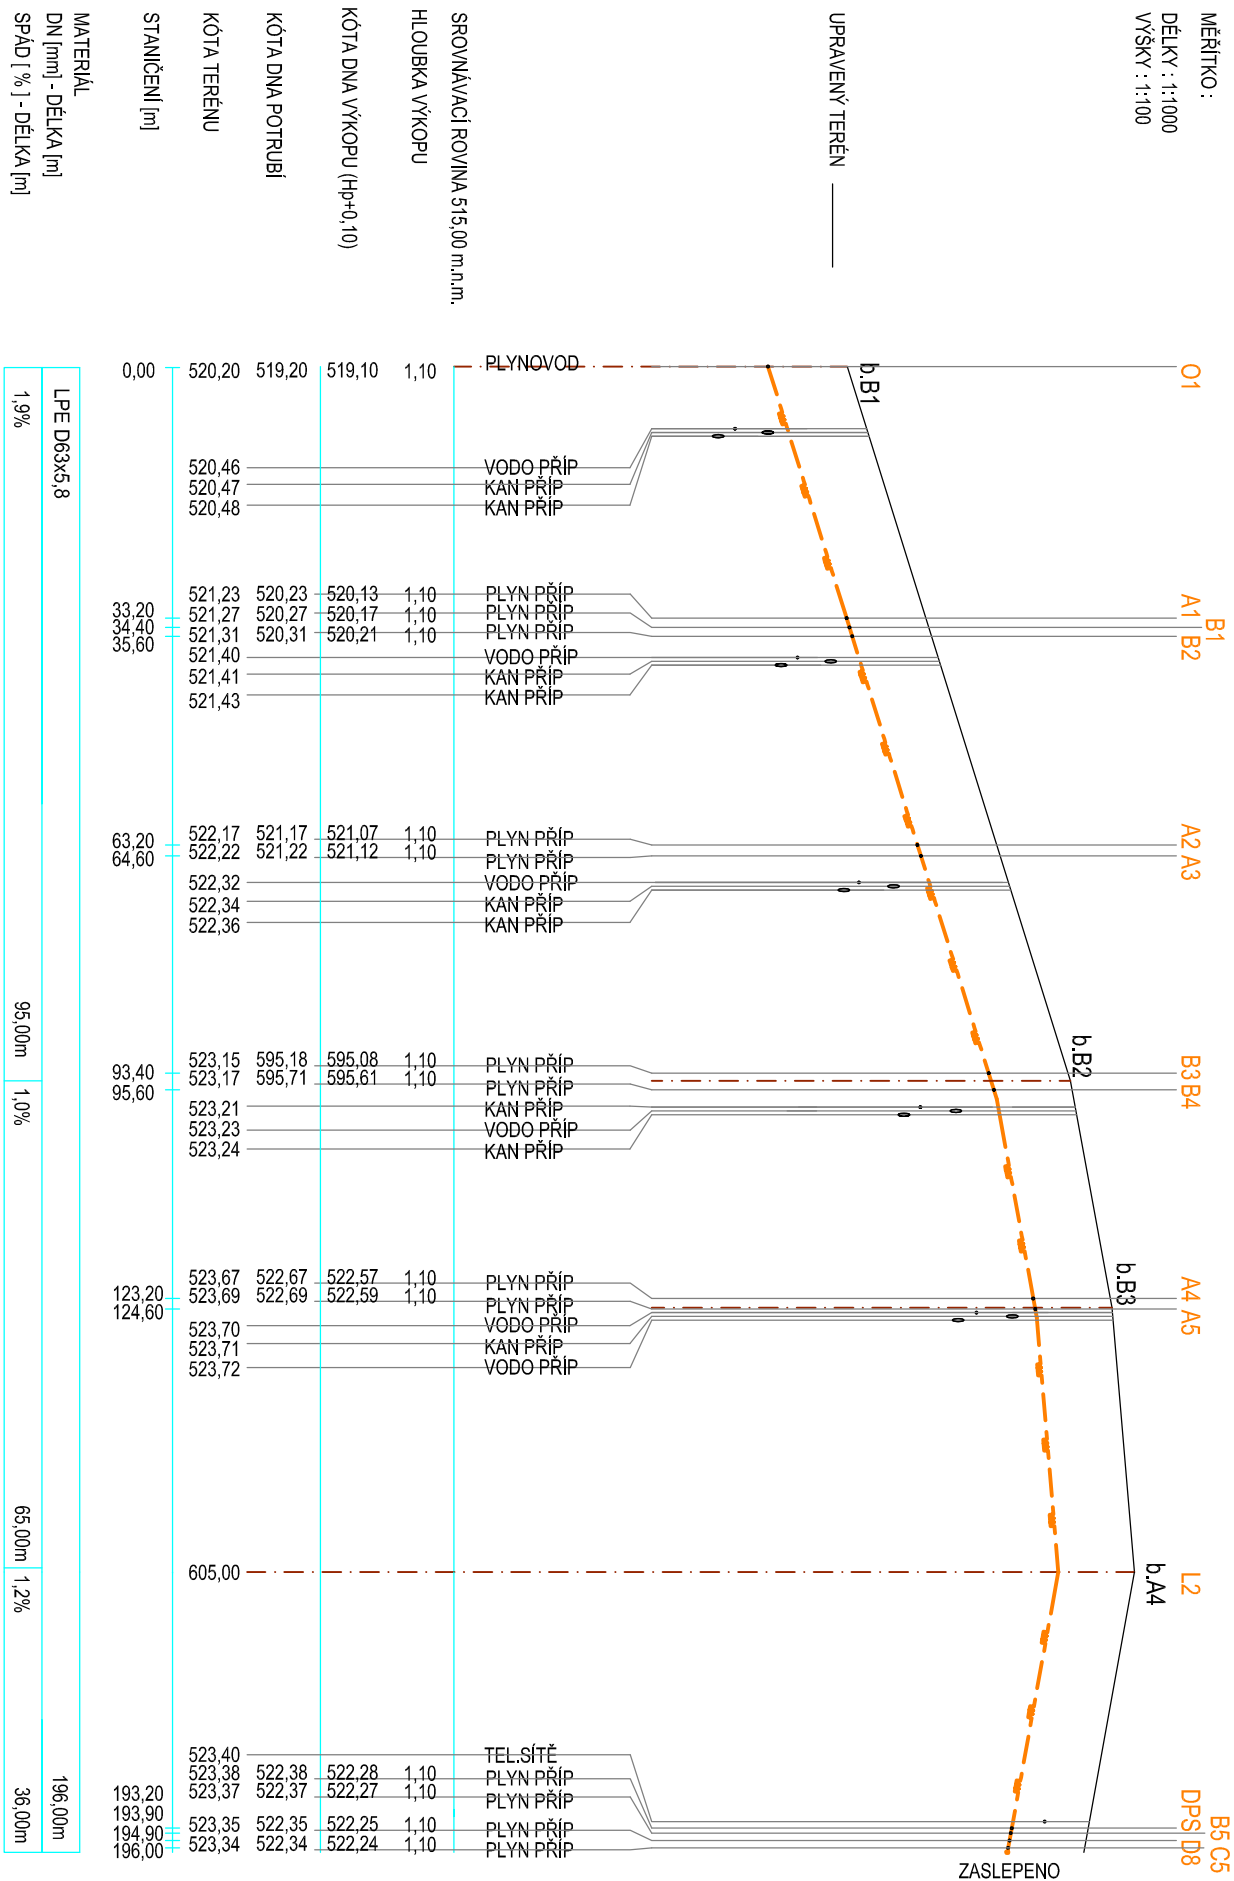 MĚŘÍTKO :
DÉLKY : 1:1000
VÝŠKY : 1:100
UPRAVENÝ TERÉN
O1
A1
B1
B2
A2
A3
B3
B4
A4
A5
L2
DPS
B5
C5
D8
b.B1
b.B2
b.B3
b.A4
ZASLEPENO
SROVNÁVACÍ ROVINA 515,00 m.n.m.
PLYNOVOD
VODO PŘÍP
KAN PŘÍP
KAN PŘÍP
PLYN PŘÍP
PLYN PŘÍP
PLYN PŘÍP
VODO PŘÍP
KAN PŘÍP
KAN PŘÍP
PLYN PŘÍP
PLYN PŘÍP
VODO PŘÍP
KAN PŘÍP
KAN PŘÍP
PLYN PŘÍP
PLYN PŘÍP
KAN PŘÍP
VODO PŘÍP
KAN PŘÍP
PLYN PŘÍP
PLYN PŘÍP
VODO PŘÍP
KAN PŘÍP
VODO PŘÍP
TEL.SÍTĚ
PLYN PŘÍP
PLYN PŘÍP
PLYN PŘÍP
PLYN PŘÍP
HLOUBKA VÝKOPU
1,10
1,10
1,10
1,10
1,10
1,10
1,10
1,10
1,10
1,10
1,10
1,10
1,10
1,10
KÓTA DNA VÝKOPU (Hp+0,10)
519,10
520,13
520,17
520,21
521,07
521,12
595,08
595,61
522,57
522,59
522,28
522,27
522,25
522,24
KÓTA DNA POTRUBÍ
519,20
520,23
520,27
520,31
521,17
521,22
595,18
595,71
522,67
522,69
522,38
522,37
522,35
522,34
KÓTA TERÉNU
520,20
520,46
520,47
520,48
521,23
521,27
521,31
521,40
521,41
521,43
522,17
522,22
522,32
522,34
522,36
523,15
523,17
523,21
523,23
523,24
523,67
523,69
523,70
523,71
523,72
605,00
523,40
523,38
523,37
523,35
523,34
STANIČENÍ [m]
0,00
33,20
34,40
35,60
63,20
64,60
93,40
95,60
123,20
124,60
193,20
193,90
194,90
196,00
MATERIÁL
DN [mm] - DÉLKA [m]
LPE D63x5,8
196,00m
SPÁD [ % ] - DÉLKA [m]
1,9%
95,00m
1,0%
65,00m
1,2%
36,00m